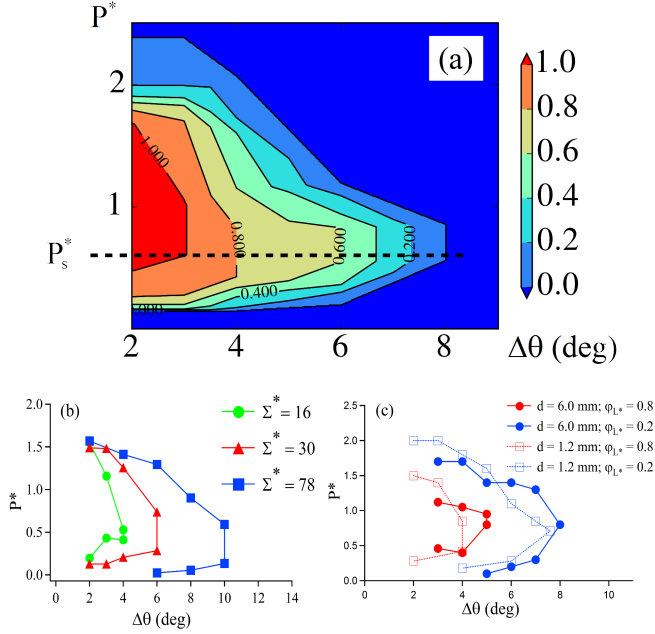 P*
(a)
2
1
P_s^*
1.000
0.800
0.600
0.200
0.400
.000
2
4
6
8
Δθ (deg)
1.0
0.8
0.6
0.4
0.2
0.0
(b)
Σ* = 16
Σ* = 30
Σ* = 78
P*
2.0
1.5
1.0
0.5
0.0
0 2 4 6 8 10 12 14
Δθ (deg)
(c)
d = 6.0 mm; φL* = 0.8
d = 6.0 mm; φL* = 0.2
d = 1.2 mm; φL* = 0.8
d = 1.2 mm; φL* = 0.2
P*
2.5
2.0
1.5
1.0
0.5
0.0
0 2 4 6 8 10
Δθ (deg)